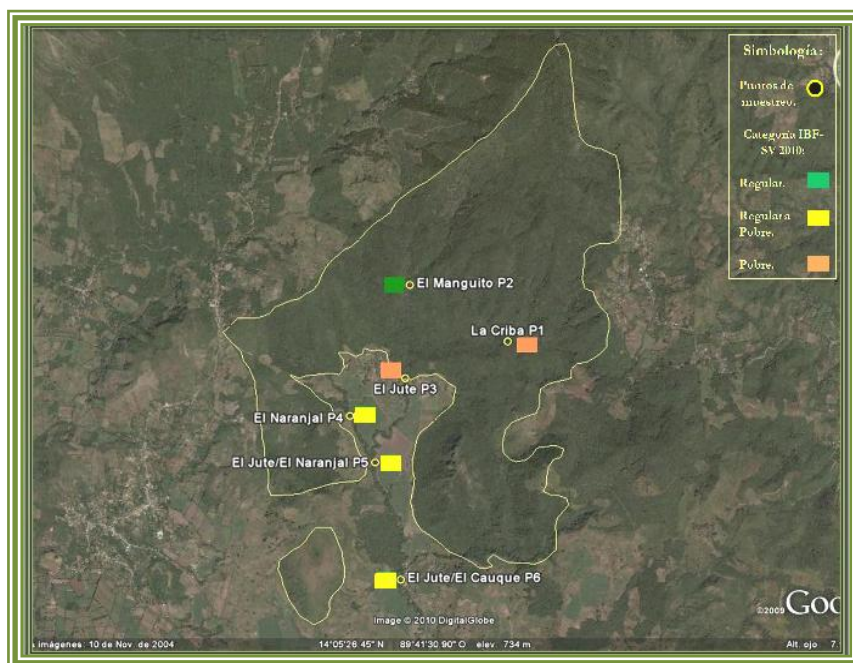 Simbología:
Puntos de
muestreo.
Categoría IBF-
SV 2010:
Regular.
Regular a
Pobre.
Pobre.
El Manguito P2
La Criba P1
El Jute P3
El Naranjal P4
El Jute/El Naranjal P5
El Jute/El Cauque P6
Image © 2010 DigitalGlobe
©2009 Goo
imágenes: 10 de Nov. de 2004
14°05'26.45" N 89°41'30.90" O elev. 734 m
Alt. ojo 7.